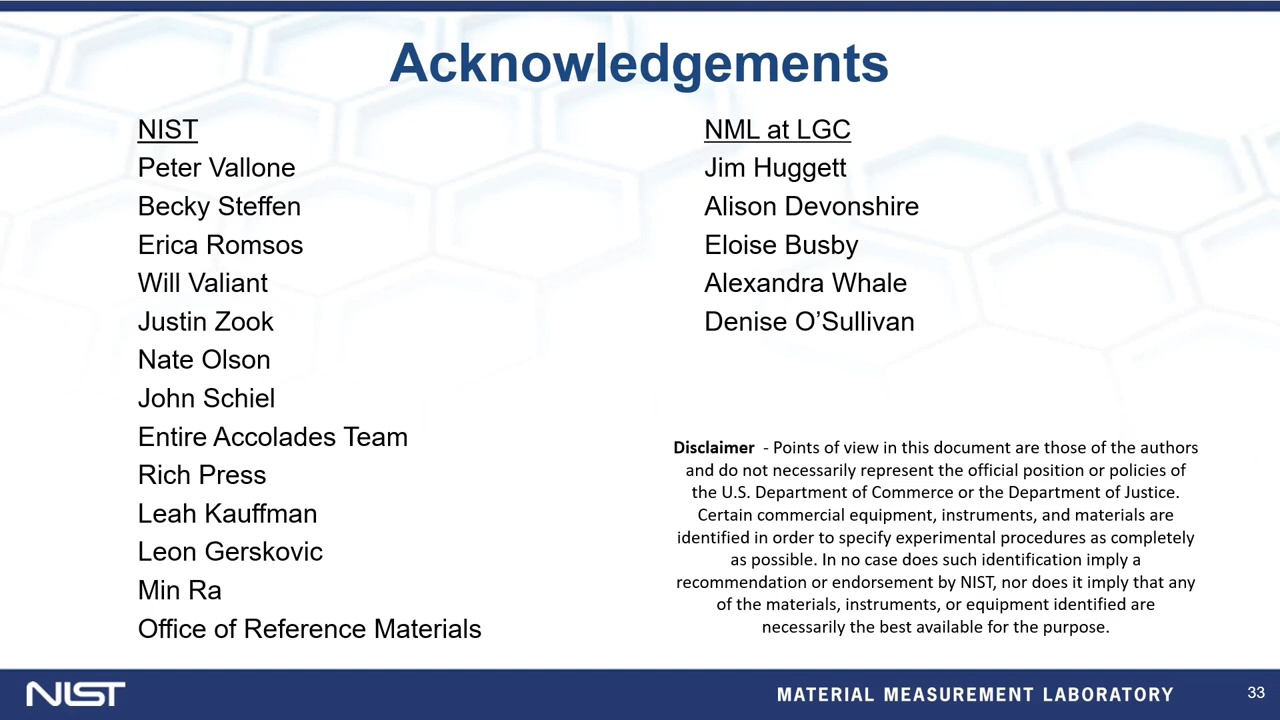 Acknowledgements
NIST
Peter Vallone
Becky Steffen
Erica Romsos
Will Valiant
Justin Zook
Nate Olson
John Schiel
Entire Accolades Team
Rich Press
Leah Kauffman
Leon Gerskovic
Min Ra
Office of Reference Materials
NML at LGC
Jim Huggett
Alison Devonshire
Eloise Busby
Alexandra Whale
Denise O’Sullivan
Disclaimer - Points of view in this document are those of the authors
and do not necessarily represent the official position or policies of
the U.S. Department of Commerce or the Department of Justice.
Certain commercial equipment, instruments, and materials are
identified in order to specify experimental procedures as completely
as possible. In no case does such identification imply a
recommendation or endorsement by NIST, nor does it imply that any
of the materials, instruments, or equipment identified are
necessarily the best available for the purpose.
NIST
MATERIAL MEASUREMENT LABORATORY
33